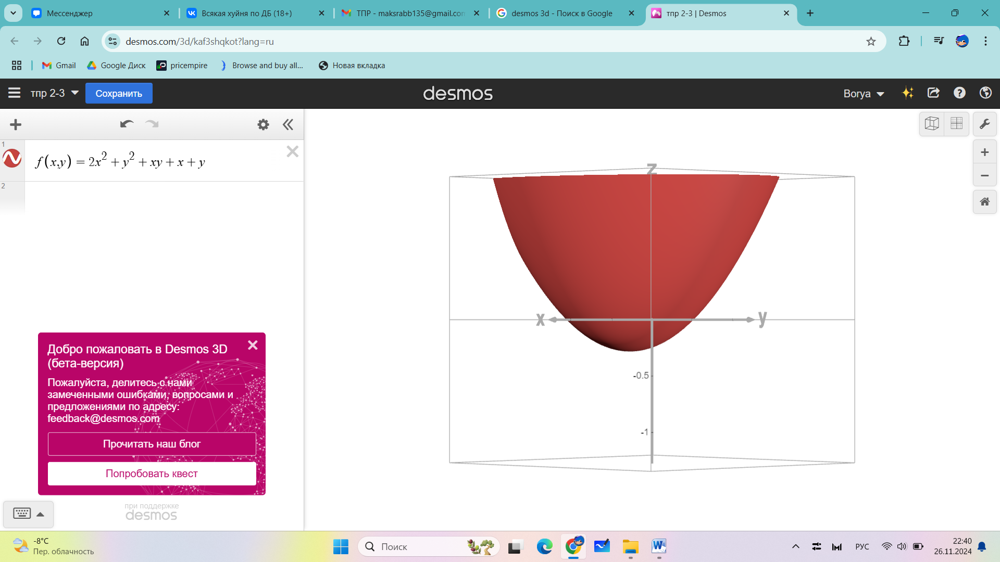 Мессенджер
Всякая хуйня по ДБ (18+)
ТПР - maksrabb135@gmail.con
desmos 3d - Поиск в Google
тпр 2-3 | Desmos
desmos.com/3d/kaf3shqkot?lang=ru
Gmail
Google Диск
pricempire
Browse and buy all...
Новая вкладка
тпр 2-3
Сохранить
desmos
Borya
1
f(x,y) = 2x² + y² + xy + x + y
2
Добро пожаловать в Desmos 3D
(бета-версия)
Пожалуйста, делитесь с нами
замеченными ошибками, вопросами и
предложениями по адресу:
feedback@desmos.com
Прочитать наш блог
Попробовать квест
при поддержке
desmos
z
x
y
-0.5
-1
-8°C
Пер. облачность
Поиск
РУС
22:40
26.11.2024